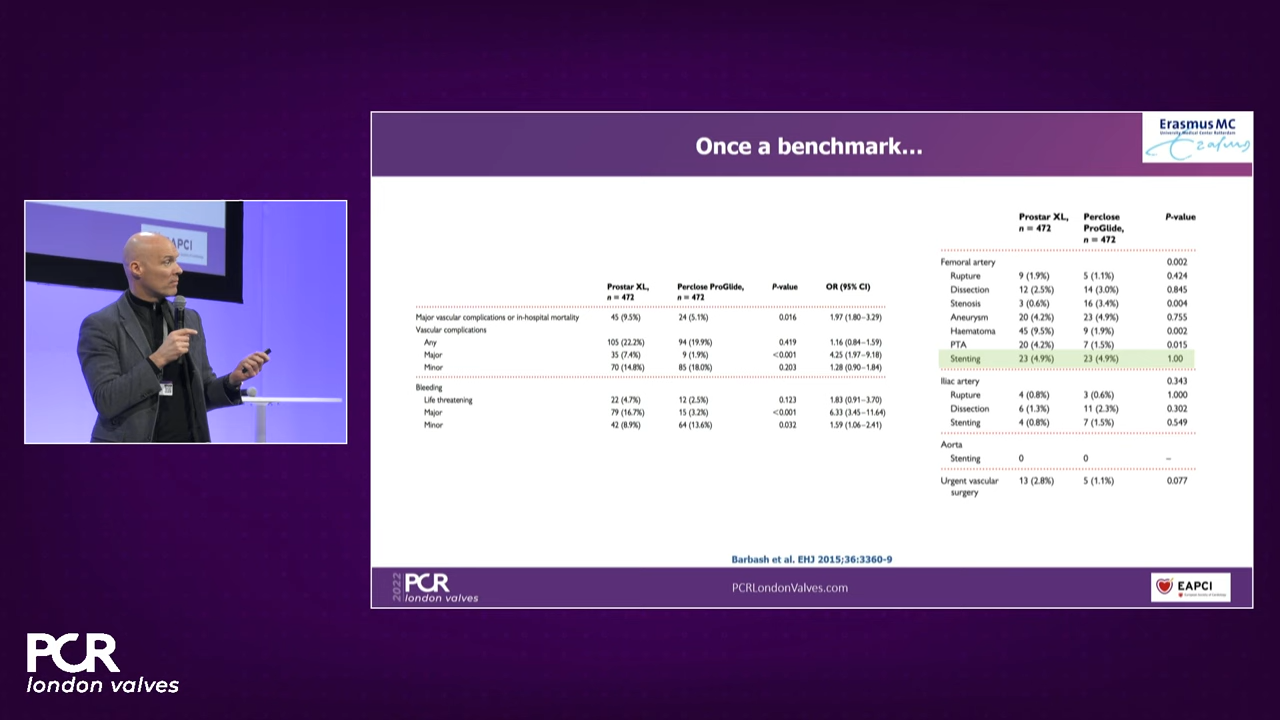 EAPCI
Once a benchmark...
Erasmus MC
University Medical Center Rotterdam
Erasmus
Prostar XL, n = 472 Perclose ProGlide, n = 472 P-value OR (95% CI)
Major vascular complications or in-hospital mortality 45 (9.5%) 24 (5.1%) 0.016 1.97 (1.80–3.29)
Vascular complications
Any 105 (22.2%) 94 (19.9%) 0.419 1.16 (0.84–1.59)
Major 35 (7.4%) 9 (1.9%) <0.001 4.25 (1.97–9.18)
Minor 70 (14.8%) 85 (18.0%) 0.203 1.28 (0.90–1.84)
Bleeding
Life threatening 22 (4.7%) 12 (2.5%) 0.123 1.83 (0.91–3.70)
Major 79 (16.7%) 15 (3.2%) <0.001 6.33 (3.45–11.64)
Minor 42 (8.9%) 64 (13.6%) 0.032 1.59 (1.06–2.41)
Prostar XL, n = 472 Perclose ProGlide, n = 472 P-value
Femoral artery 0.002
Rupture 9 (1.9%) 5 (1.1%) 0.424
Dissection 12 (2.5%) 14 (3.0%) 0.845
Stenosis 3 (0.6%) 16 (3.4%) 0.004
Aneurysm 20 (4.2%) 23 (4.9%) 0.755
Haematoma 45 (9.5%) 9 (1.9%) 0.002
PTA 20 (4.2%) 7 (1.5%) 0.015
Stenting 23 (4.9%) 23 (4.9%) 1.00
Iliac artery 0.343
Rupture 4 (0.8%) 3 (0.6%) 1.000
Dissection 6 (1.3%) 11 (2.3%) 0.302
Stenting 4 (0.8%) 7 (1.5%) 0.549
Aorta
Stenting 0 0 –
Urgent vascular surgery 13 (2.8%) 5 (1.1%) 0.077
Barbash et al. EHJ 2015;36:3360-9
2022
PCR
london valves
PCRLondonValves.com
EAPCI
PCR
london valves